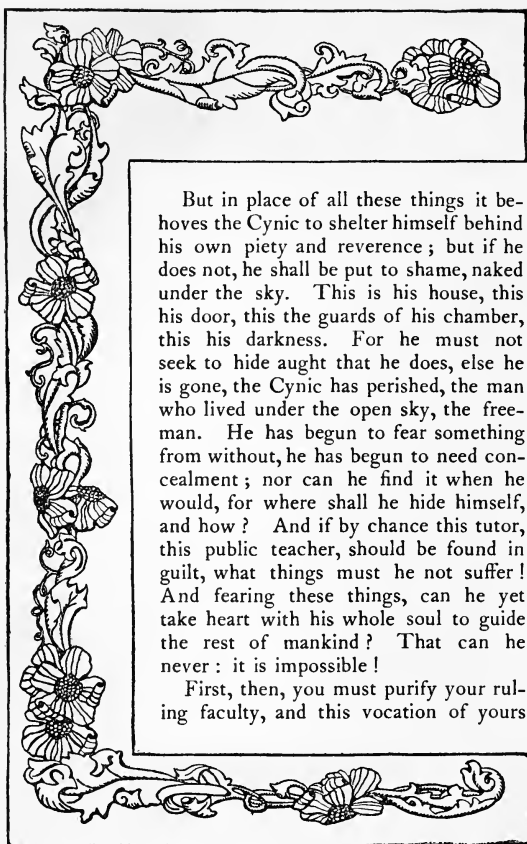 But in place of all these things it be-
hoves the Cynic to shelter himself behind
his own piety and reverence ; but if he
does not, he shall be put to shame, naked
under the sky. This is his house, this
his door, this the guards of his chamber,
this his darkness. For he must not
seek to hide aught that he does, else he
is gone, the Cynic has perished, the man
who lived under the open sky, the free-
man. He has begun to fear something
from without, he has begun to need con-
cealment ; nor can he find it when he
would, for where shall he hide himself,
and how ? And if by chance this tutor,
this public teacher, should be found in
guilt, what things must he not suffer !
And fearing these things, can he yet
take heart with his whole soul to guide
the rest of mankind ? That can he
never : it is impossible !
First, then, you must purify your rul-
ing faculty, and this vocation of yours